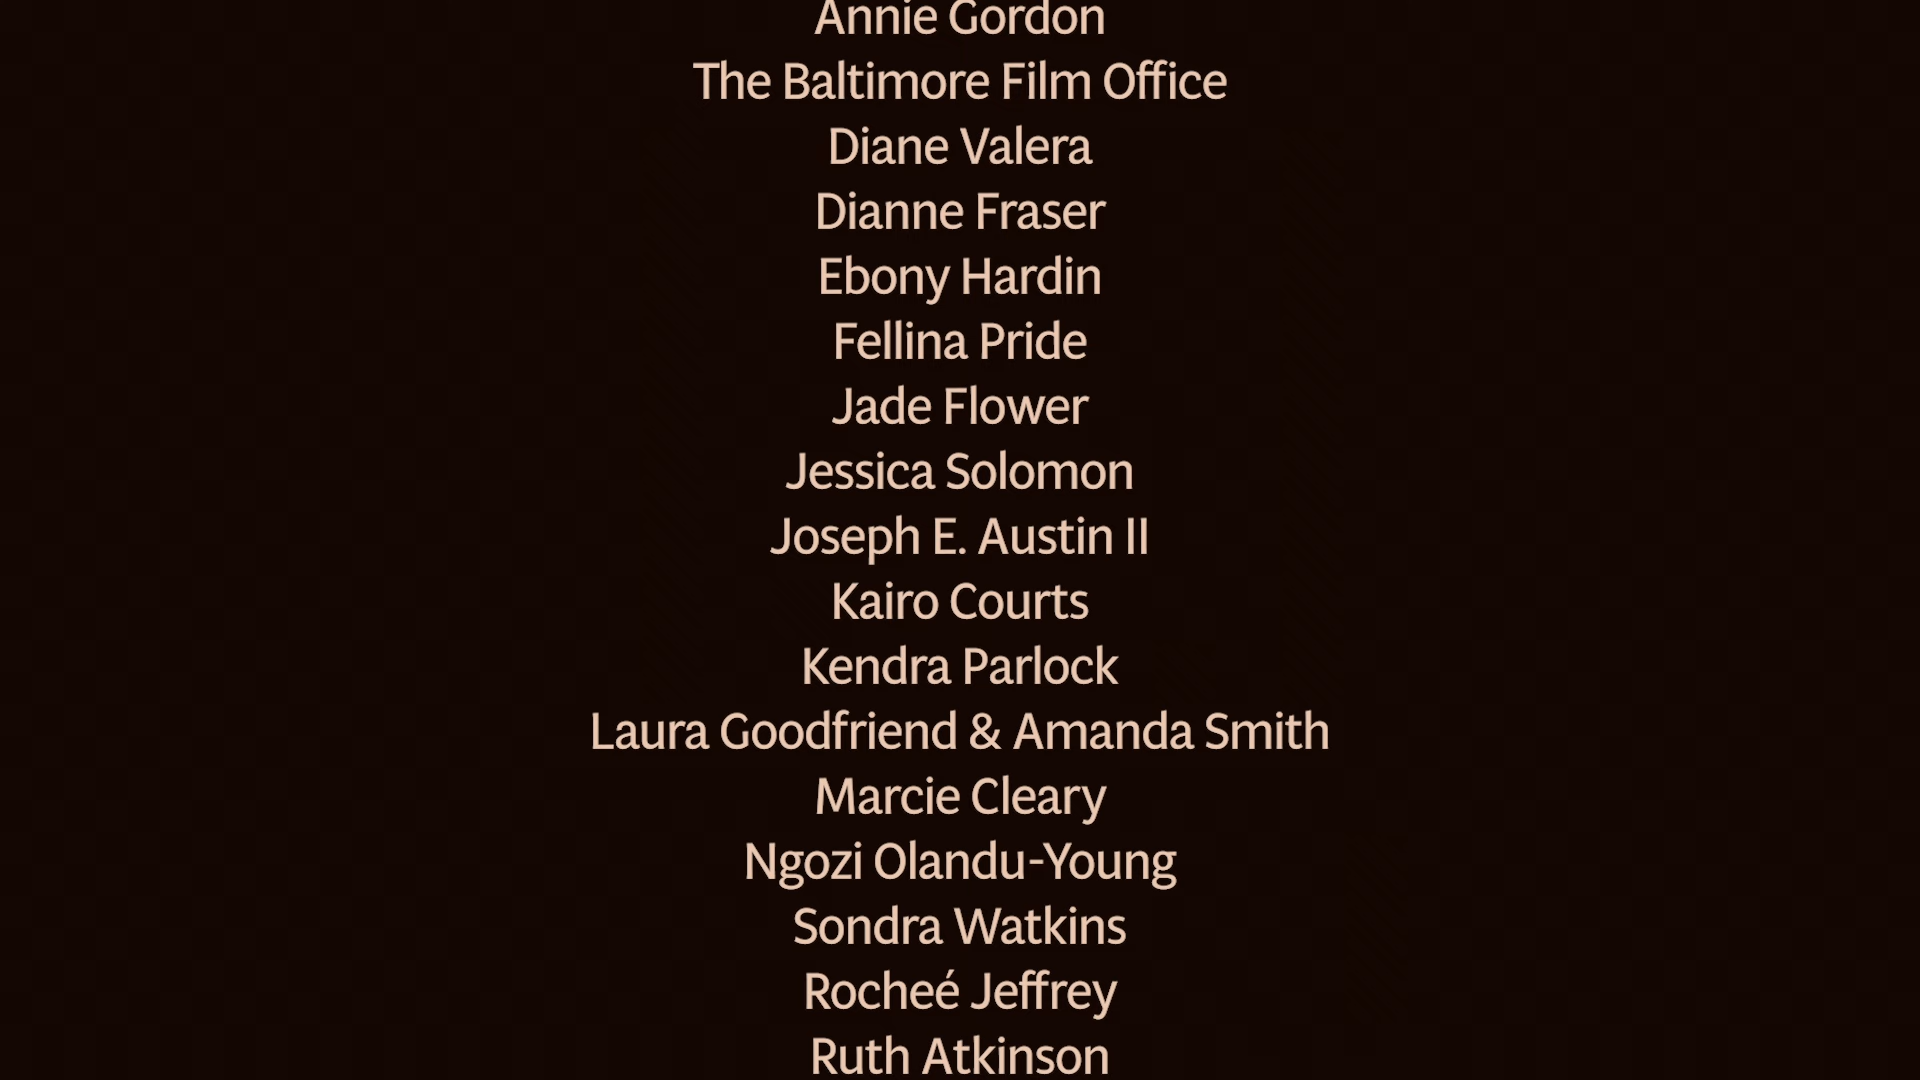 Annie Gordon
The Baltimore Film Office
Diane Valera
Dianne Fraser
Ebony Hardin
Fellina Pride
Jade Flower
Jessica Solomon
Joseph E. Austin II
Kairo Courts
Kendra Parlock
Laura Goodfriend & Amanda Smith
Marcie Cleary
Ngozi Olandu-Young
Sondra Watkins
Rocheé Jeffrey
Ruth Atkinson